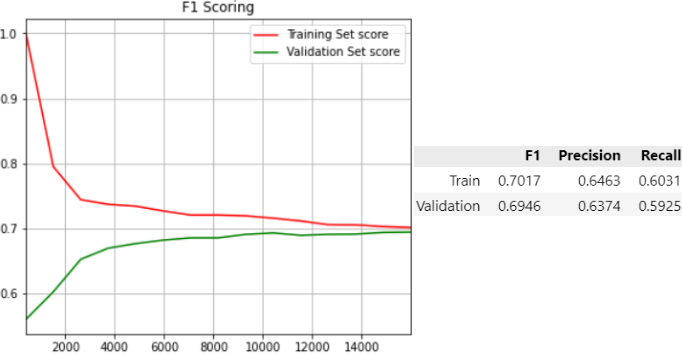 F1 Scoring
Training Set score
Validation Set score
1.0
0.9
0.8
0.7
0.6
2000 4000 6000 8000 10000 12000 14000
F1 Precision Recall
Train 0.7017 0.6463 0.6031
Validation 0.6946 0.6374 0.5925